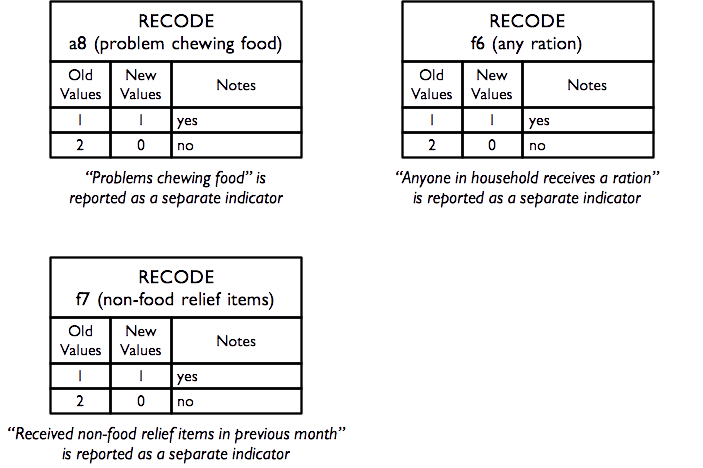 RECODE
a8 (problem chewing food)
Old Values New Values Notes
1 1 yes
2 0 no
“Problems chewing food” is
reported as a separate indicator
RECODE
f6 (any ration)
Old Values New Values Notes
1 1 yes
2 0 no
“Anyone in household receives a ration”
is reported as a separate indicator
RECODE
f7 (non-food relief items)
Old Values New Values Notes
1 1 yes
2 0 no
“Received non-food relief items in previous month”
is reported as a separate indicator